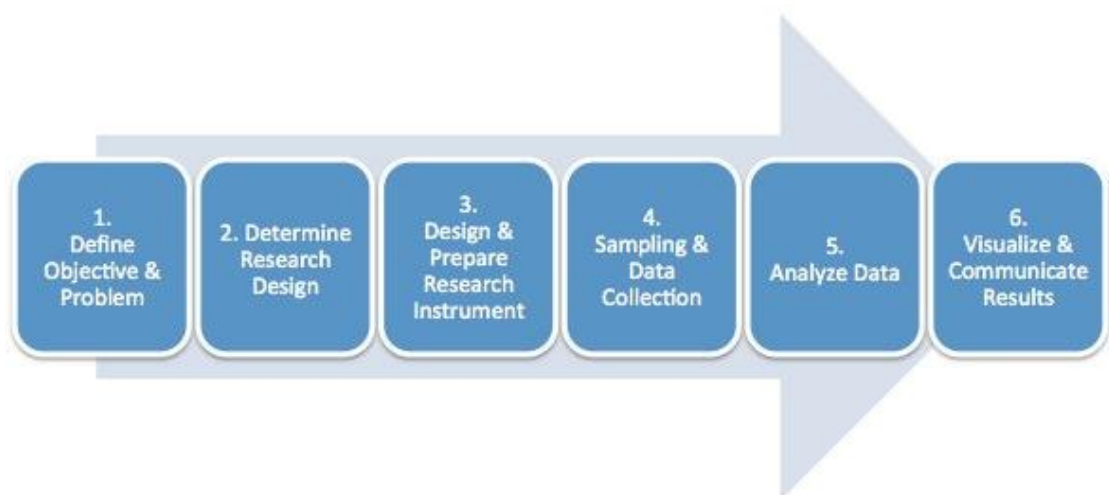 1.
Define
Objective &
Problem
2. Determine
Research
Design
3.
Design &
Prepare
Research
Instrument
4.
Sampling &
Data
Collection
5.
Analyze Data
6.
Visualize &
Communicate
Results